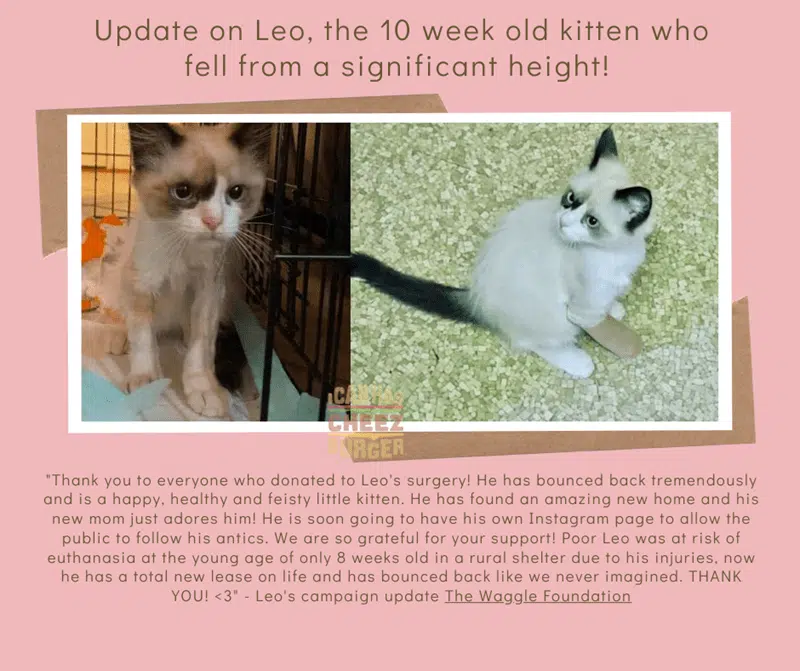 Update on Leo, the 10 week old kitten who
fell from a significant height!
CHEEZ
"Thank you to everyone who donated to Leo's surgery! He has bounced back tremendously
and is a happy, healthy and feisty little kitten. He has found an amazing new home and his
new mom just adores him! He is soon going to have his own Instagram page to allow the
public to follow his antics. We are so grateful for your support! Poor Leo was at risk of
euthanasia at the young age of only 8 weeks old in a rural shelter due to his injuries, now
he has a total new lease on life and has bounced back like we never imagined. THANK
YOU! <3" - Leo's campaign update The Waggle Foundation